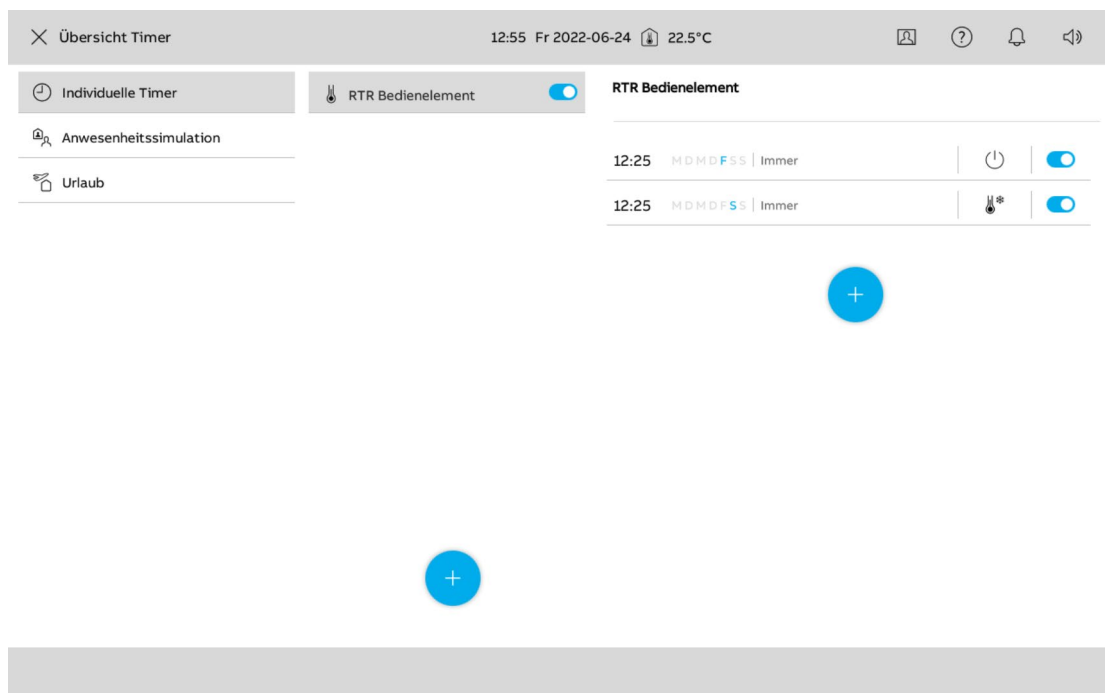 Übersicht Timer
12:55 Fr 2022-06-24 22.5°C
Individuelle Timer
Anwesenheitssimulation
Urlaub
RTR Bedienelement
RTR Bedienelement
12:25 MDMDFSS | Immer
12:25 MDMDFSS | Immer